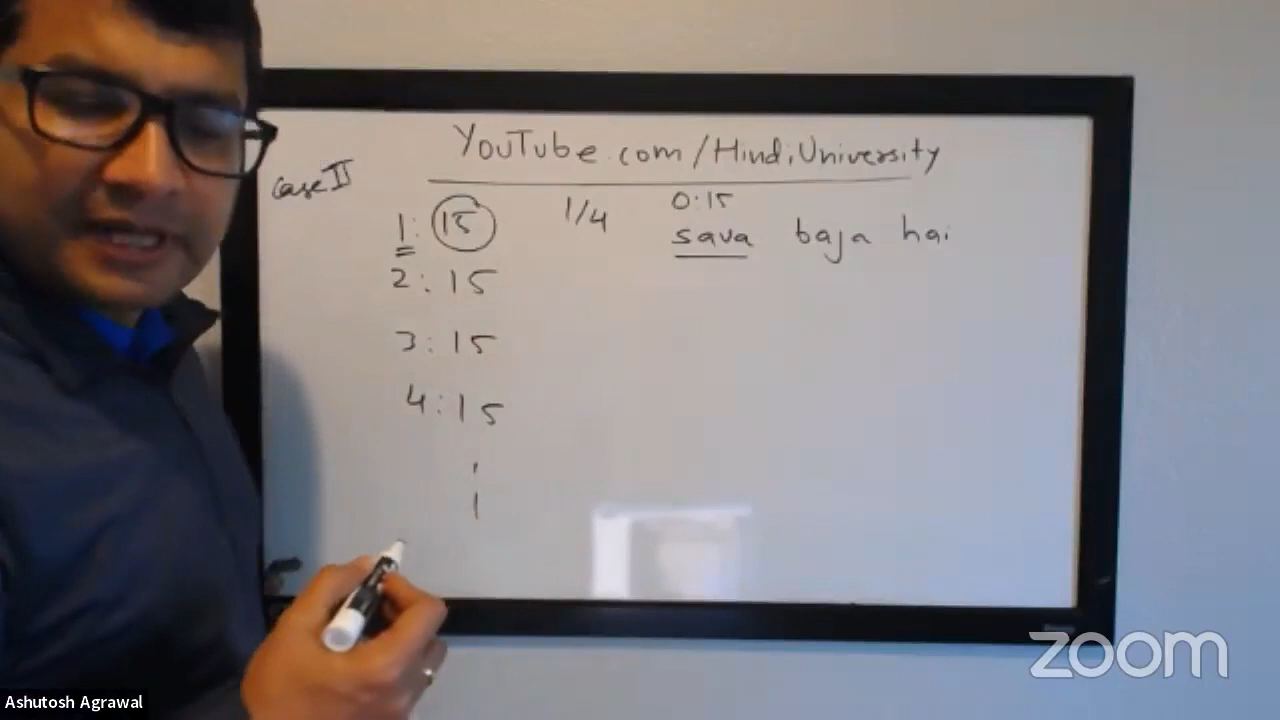 YouTube.com/HindiUniversity
Case II
1:15 1/4 0:15
sava baja hai
2:15
3:15
4:15
zoom
Ashutosh Agrawal